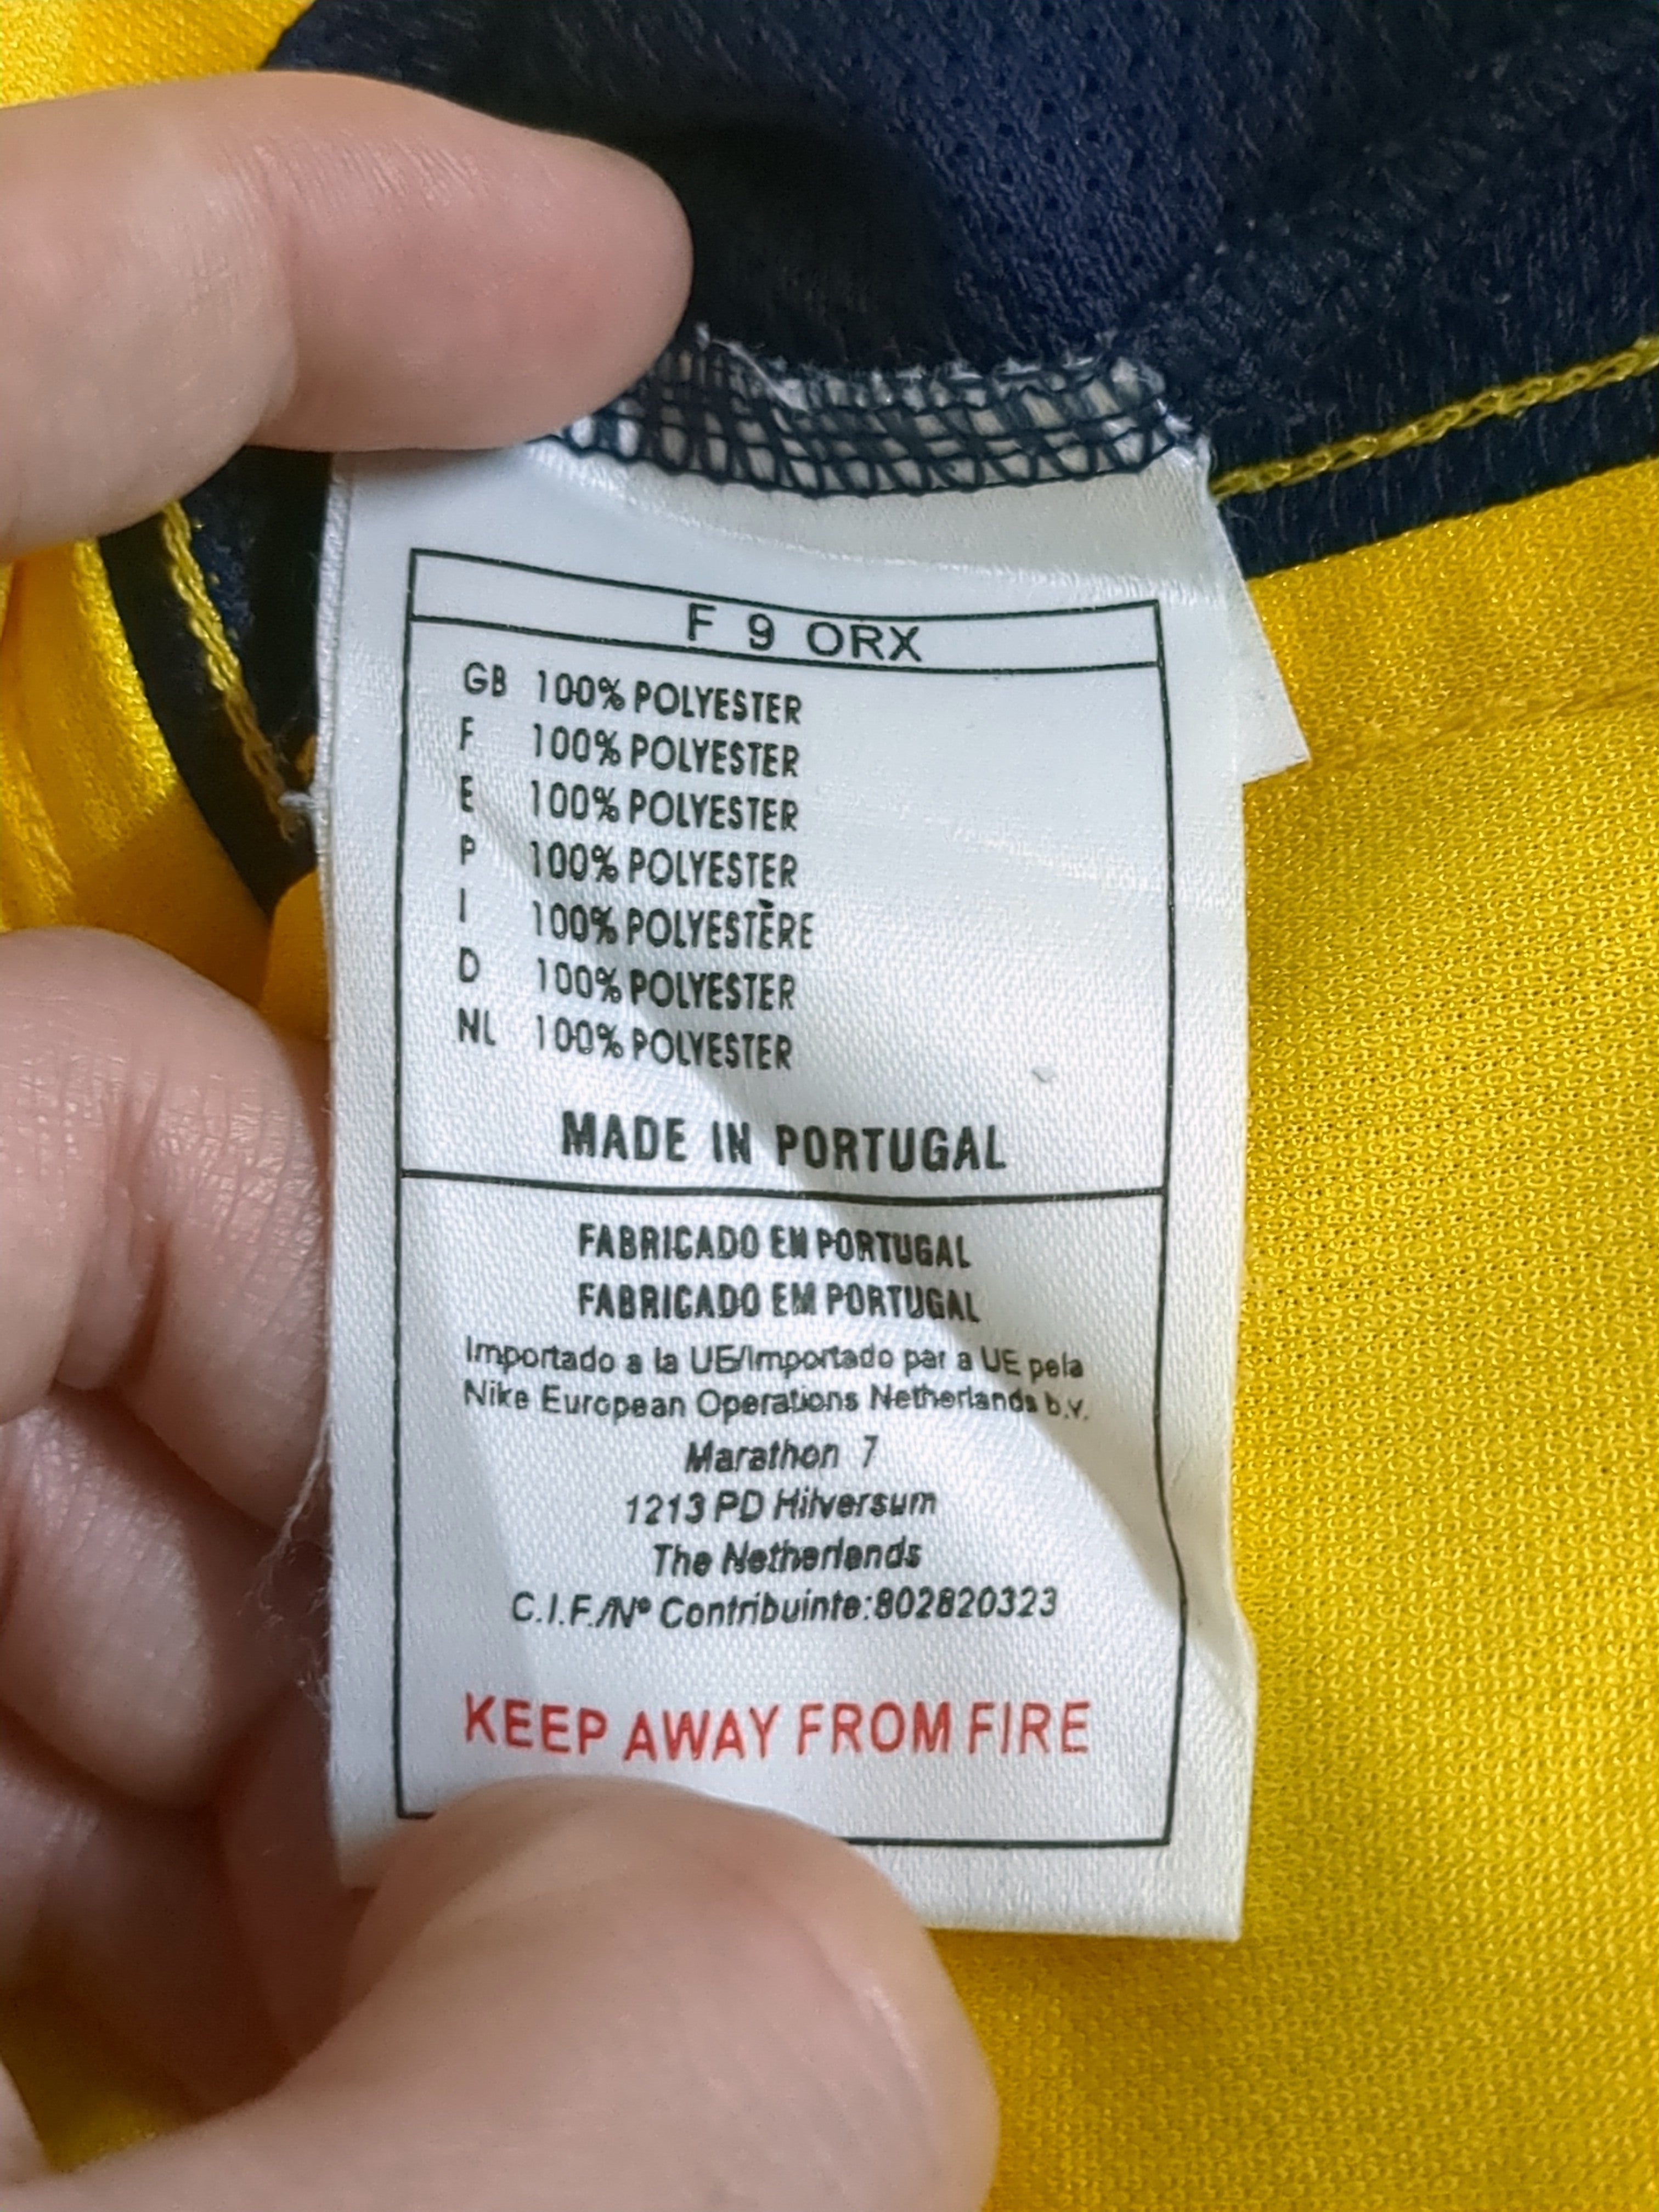 F 9 ORX
GB 100% POLYESTER
F 100% POLYESTER
E 100% POLYESTER
P 100% POLYESTER
I 100% POLYESTÈRE
D 100% POLYESTER
NL 100% POLYESTER
MADE IN PORTUGAL
FABRICADO EN PORTUGAL
FABRICADO EM PORTUGAL
Importado a la UE/Importado par a UE pela
Nike European Operations Netherlands b.v.
Marathon 7
1213 PD Hilversum
The Netherlands
C.I.F./Nº Contribuinte:802820323
KEEP AWAY FROM FIRE